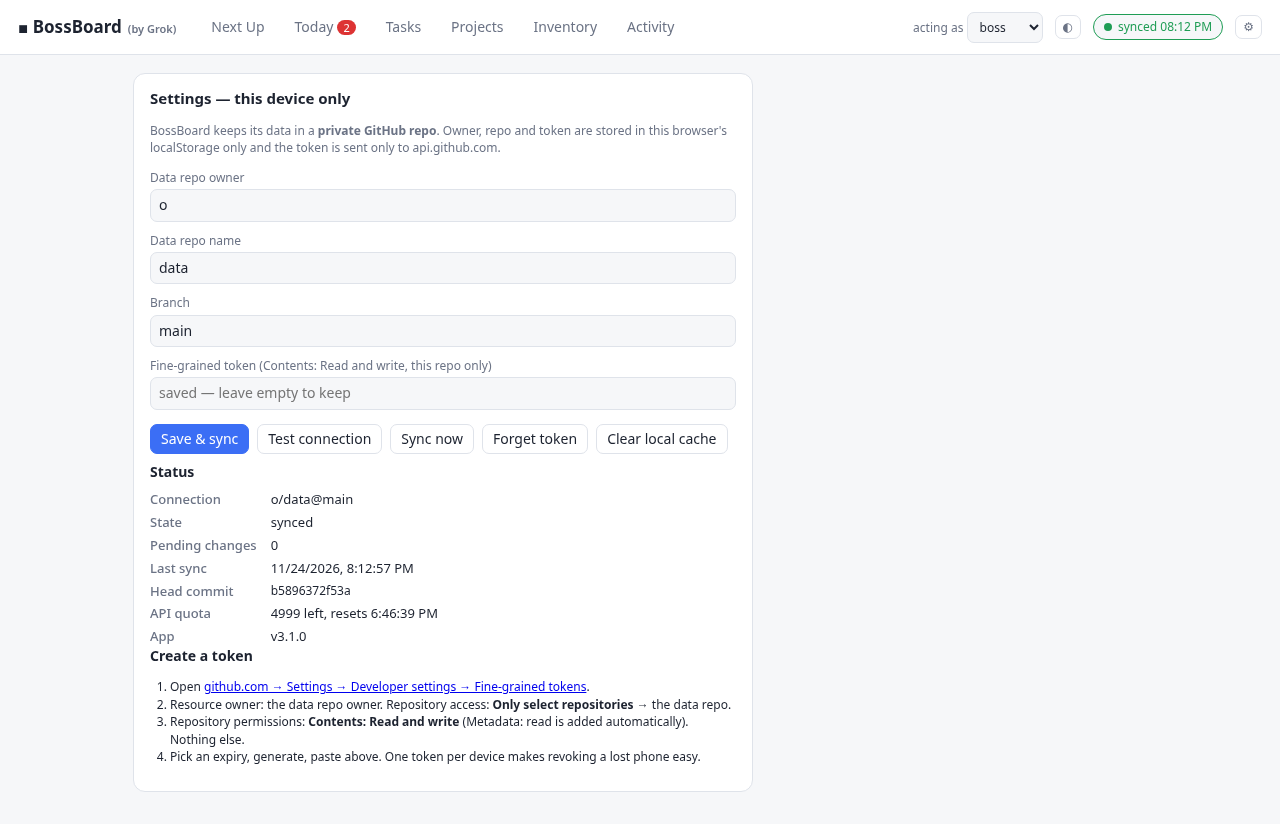 ■ BossBoard (by Grok) Next Up Today 2 Tasks Projects Inventory Activity acting as boss ◐ synced 08:12 PM ⚙
Settings — this device only
BossBoard keeps its data in a private GitHub repo. Owner, repo and token are stored in this browser's
localStorage only and the token is sent only to api.github.com.
Data repo owner
o
Data repo name
data
Branch
main
Fine-grained token (Contents: Read and write, this repo only)
saved — leave empty to keep
Save & sync Test connection Sync now Forget token Clear local cache
Status
Connection o/data@main
State synced
Pending changes 0
Last sync 11/24/2026, 8:12:57 PM
Head commit b5896372f53a
API quota 4999 left, resets 6:46:39 PM
App v3.1.0
Create a token
1. Open github.com → Settings → Developer settings → Fine-grained tokens.
2. Resource owner: the data repo owner. Repository access: Only select repositories → the data repo.
3. Repository permissions: Contents: Read and write (Metadata: read is added automatically).
Nothing else.
4. Pick an expiry, generate, paste above. One token per device makes revoking a lost phone easy.